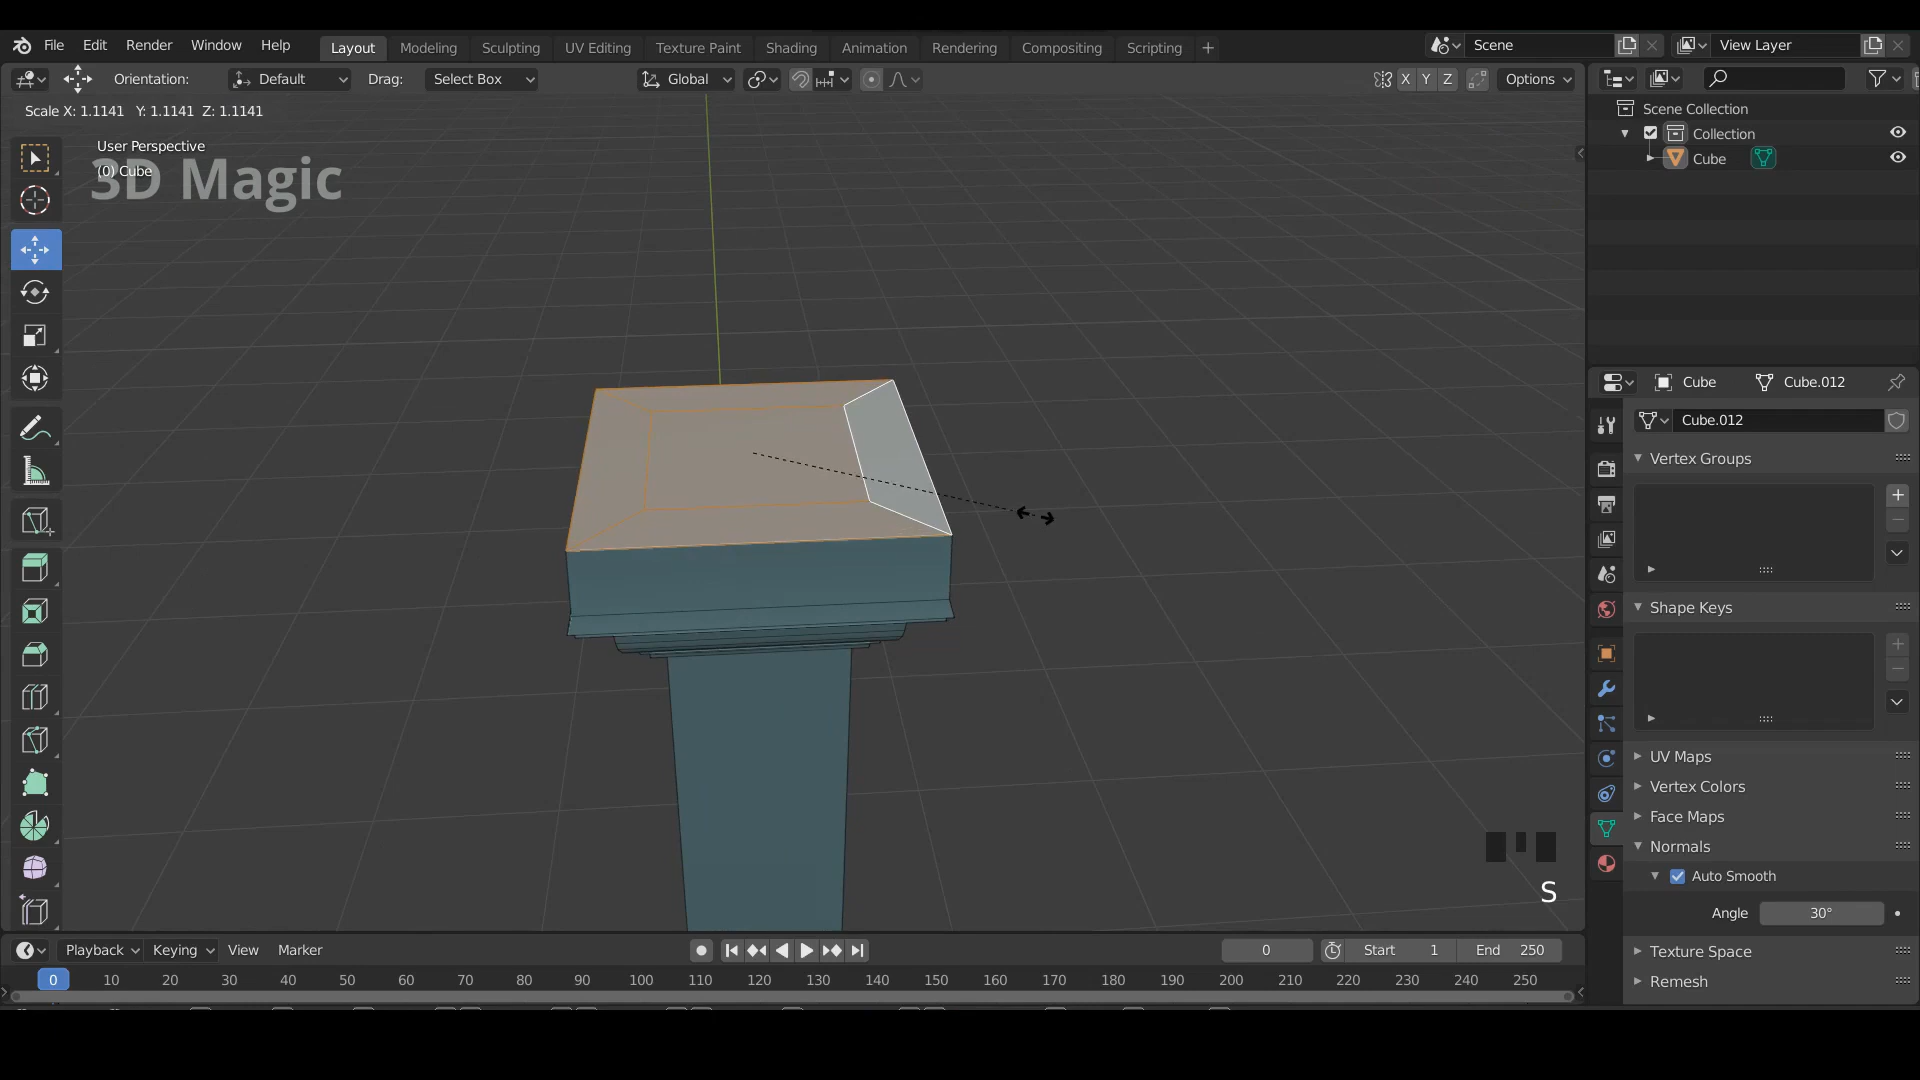 File Edit Render Window Help Layout Modeling Sculpting UV Editing Texture Paint Shading Animation Rendering Compositing Scripting + Scene View Layer
Orientation: Default Drag: Select Box Global X Y Z Options
Scale X: 1.1141 Y: 1.1141 Z: 1.1141
User Perspective
(0) Cube
3D Magic
Scene Collection
Collection
Cube
Cube Cube.012
Cube.012
Vertex Groups
Shape Keys
UV Maps
Vertex Colors
Face Maps
Normals
Auto Smooth
Angle 30°
Texture Space
Remesh
S
Playback Keying View Marker 0 Start 1 End 250
0 10 20 30 40 50 60 70 80 90 100 110 120 130 140 150 160 170 180 190 200 210 220 230 240 250